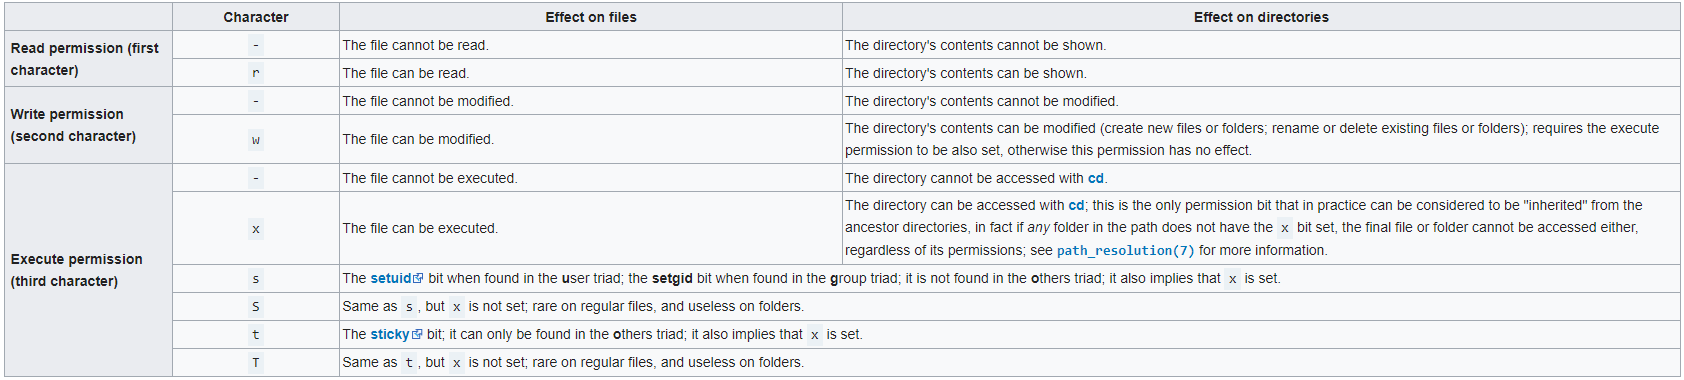 Character Effect on files Effect on directories
Read permission (first
character)
- The file cannot be read. The directory's contents cannot be shown.
r The file can be read. The directory's contents can be shown.
Write permission
(second character)
- The file cannot be modified. The directory's contents cannot be modified.
w The file can be modified. The directory's contents can be modified (create new files or folders; rename or delete existing files or folders); requires the execute
permission to be also set, otherwise this permission has no effect.
Execute permission
(third character)
- The file cannot be executed. The directory cannot be accessed with cd.
x The file can be executed. The directory can be accessed with cd; this is the only permission bit that in practice can be considered to be "inherited" from the
ancestor directories, in fact if any folder in the path does not have the x bit set, the final file or folder cannot be accessed either,
regardless of its permissions; see path_resolution(7) for more information.
s The setuid bit when found in the user triad; the setgid bit when found in the group triad; it is not found in the others triad; it also implies that x is set.
S Same as s, but x is not set; rare on regular files, and useless on folders.
t The sticky bit; it can only be found in the others triad; it also implies that x is set.
T Same as t, but x is not set; rare on regular files, and useless on folders.